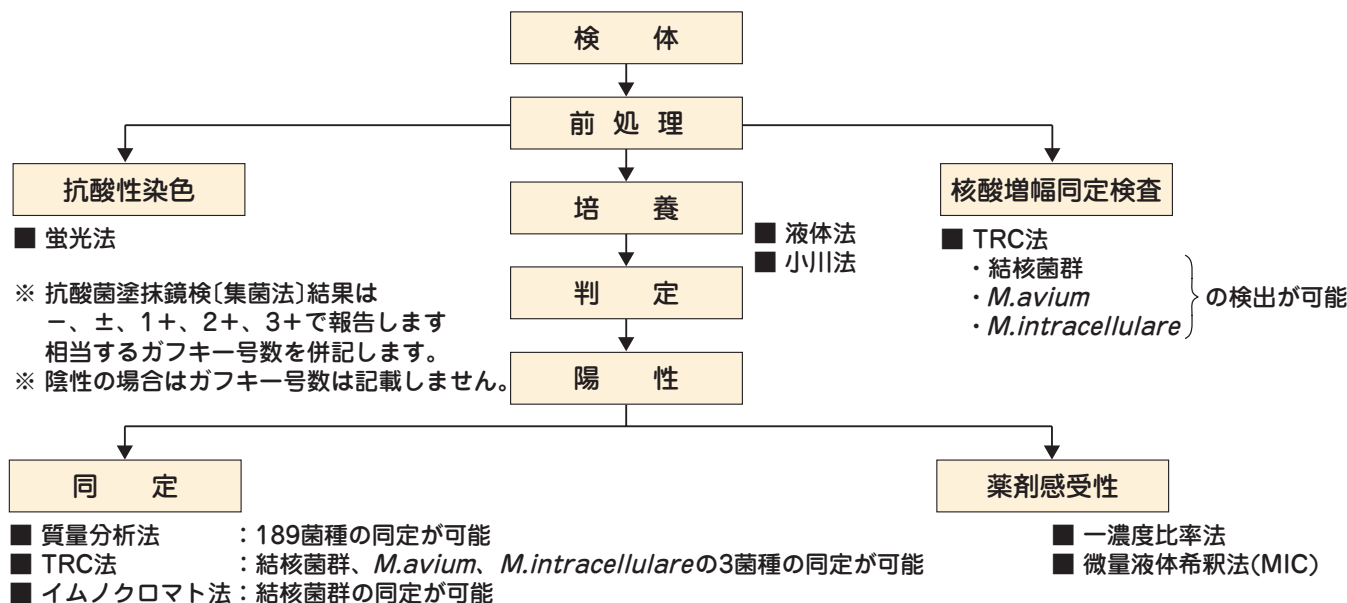 検 体
前 処 理
抗酸性染色
■ 蛍光法
※ 抗酸菌塗抹鏡検〔集菌法〕結果は
－、±、1＋、2＋、3＋で報告します
相当するガフキー号数を併記します。
※ 陰性の場合はガフキー号数は記載しません。
培 養
■ 液体法
■ 小川法
核酸増幅同定検査
■ TRC法
・結核菌群
・M.avium
・M.intracellulare
の検出が可能
判 定
陽 性
同 定
■ 質量分析法 ：189菌種の同定が可能
■ TRC法 ：結核菌群、M.avium、M.intracellulareの3菌種の同定が可能
■ イムノクロマト法：結核菌群の同定が可能
薬剤感受性
■ 一濃度比率法
■ 微量液体希釈法(MIC)